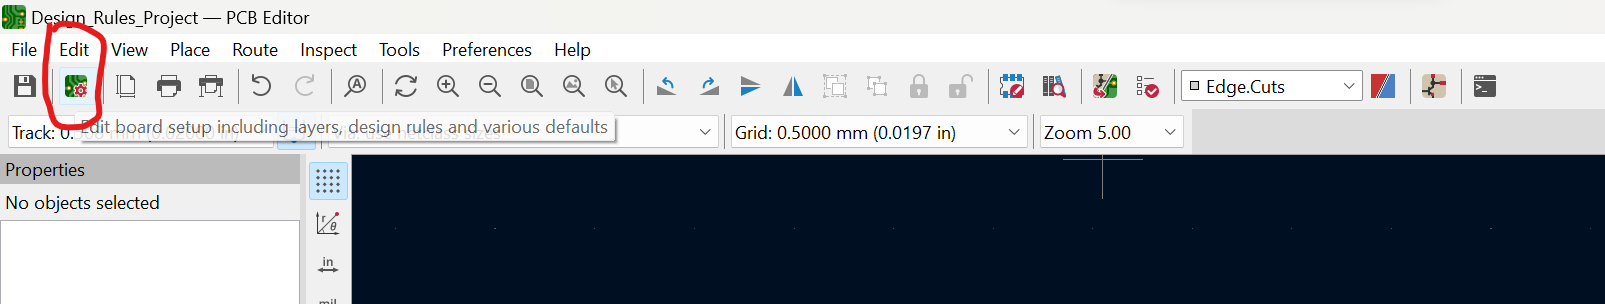 Design_Rules_Project — PCB Editor
File Edit View Place Route Inspect Tools Preferences Help
Edge.Cuts
Track: 0. Edit board setup including layers, design rules and various defaults Grid: 0.5000 mm (0.0197 in) Zoom 5.00
Properties
No objects selected
in
mil